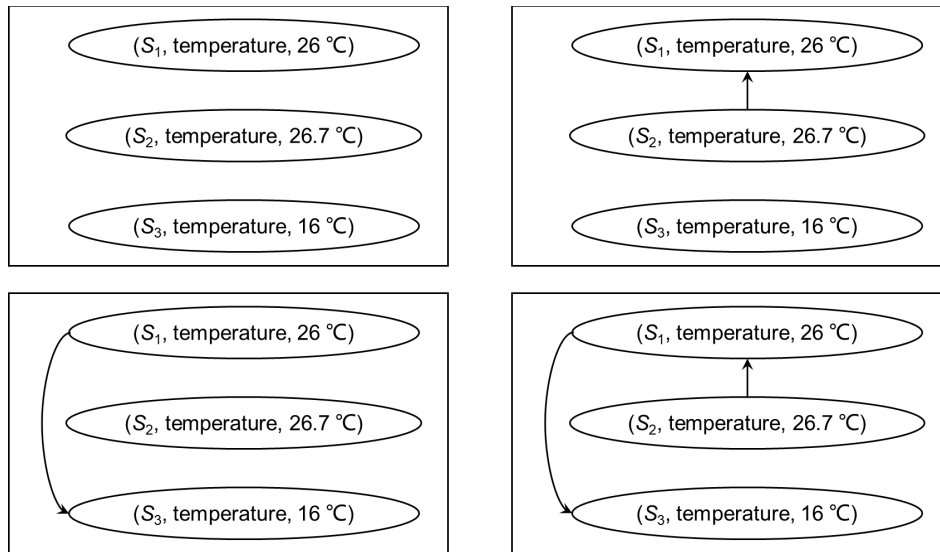 (S₁, temperature, 26 ℃)
(S₂, temperature, 26.7 ℃)
(S₃, temperature, 16 ℃)
(S₁, temperature, 26 ℃)
(S₂, temperature, 26.7 ℃)
(S₃, temperature, 16 ℃)
(S₁, temperature, 26 ℃)
(S₂, temperature, 26.7 ℃)
(S₃, temperature, 16 ℃)
(S₁, temperature, 26 ℃)
(S₂, temperature, 26.7 ℃)
(S₃, temperature, 16 ℃)